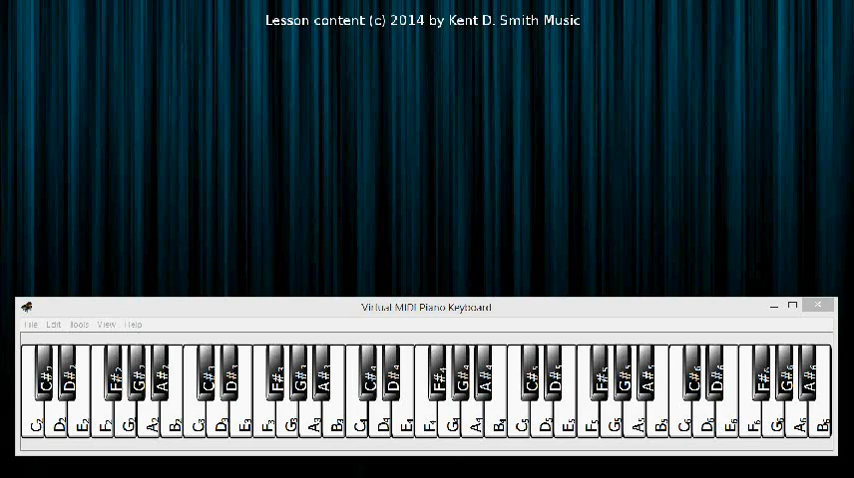 Lesson content (c) 2014 by Kent D. Smith Music
Virtual MIDI Piano Keyboard
File Edit Tools View Help
C#2 D#2 F#2 G#2 A#2 C#3 D#3 F#3 G#3 A#3 C#4 D#4 F#4 G#4 A#4 C#5 D#5 F#5 G#5 A#5 C#6 D#6 F#6 G#6 A#6
C2 D2 E2 F2 G2 A2 B2 C3 D3 E3 F3 G3 A3 B3 C4 D4 E4 F4 G4 A4 B4 C5 D5 E5 F5 G5 A5 B5 C6 D6 E6 F6 G6 A6 B6